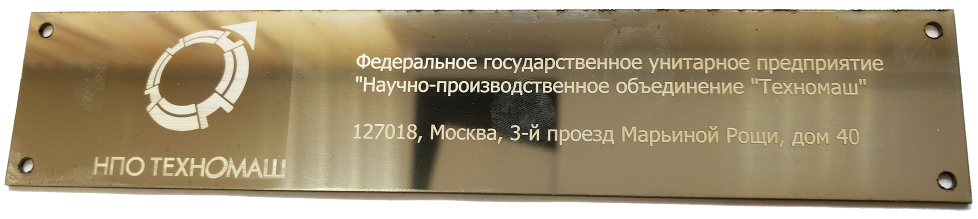 НПО ТЕХНОМАШ
Федеральное государственное унитарное предприятие
"Научно-производственное объединение "Техномаш"
127018, Москва, 3-й проезд Марьиной Рощи, дом 40